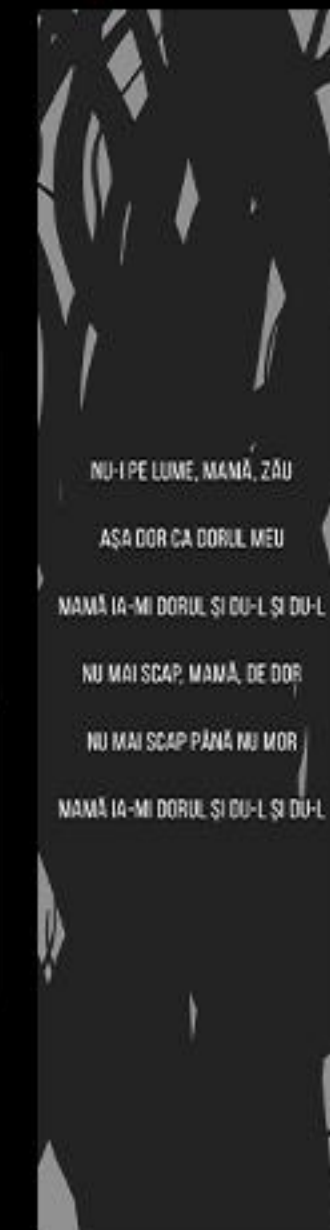 NU-I PE LUME, MAMĂ, ZĂU
AȘA DOR CA DORUL MEU
MAMĂ IA-MI DORUL ȘI DU-L ȘI DU-L
NU MAI SCAP, MAMĂ, DE DOR
NU MAI SCAP PÂNĂ NU MOR
MAMĂ IA-MI DORUL ȘI DU-L ȘI DU-L